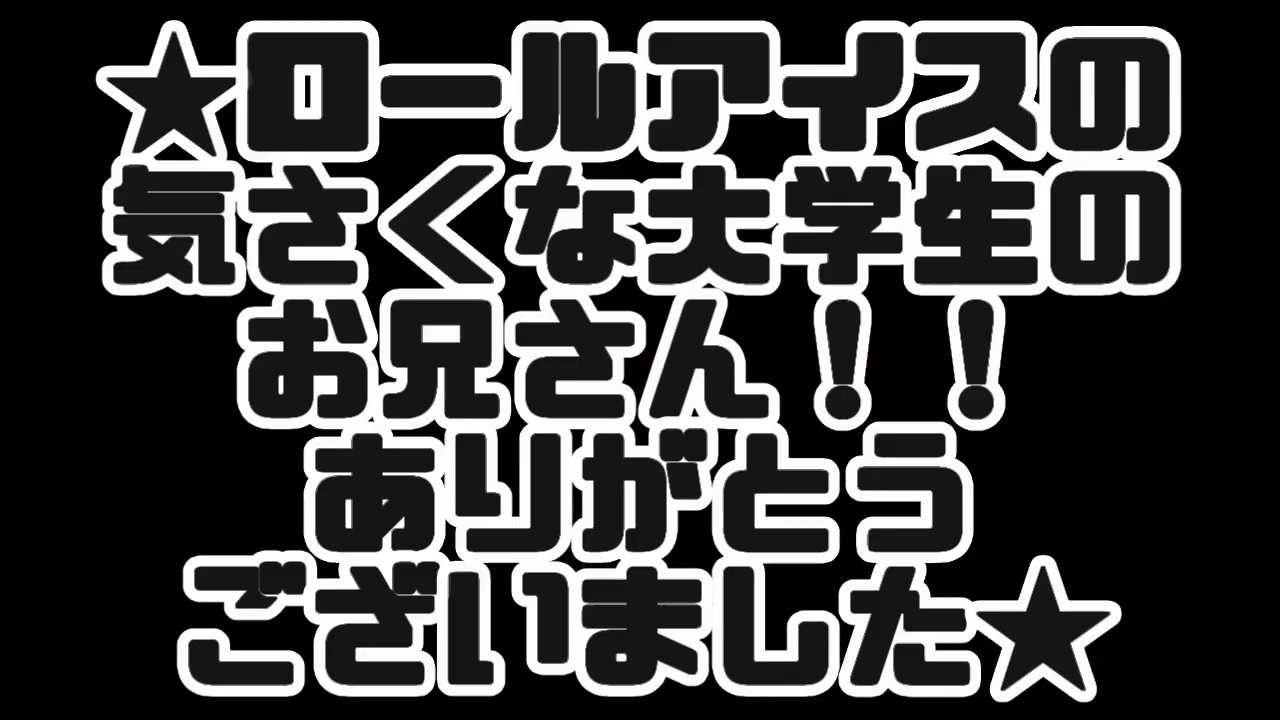 ★ロールアイスの
気さくな大学生の
お兄さん！！
ありがとう
ございました★